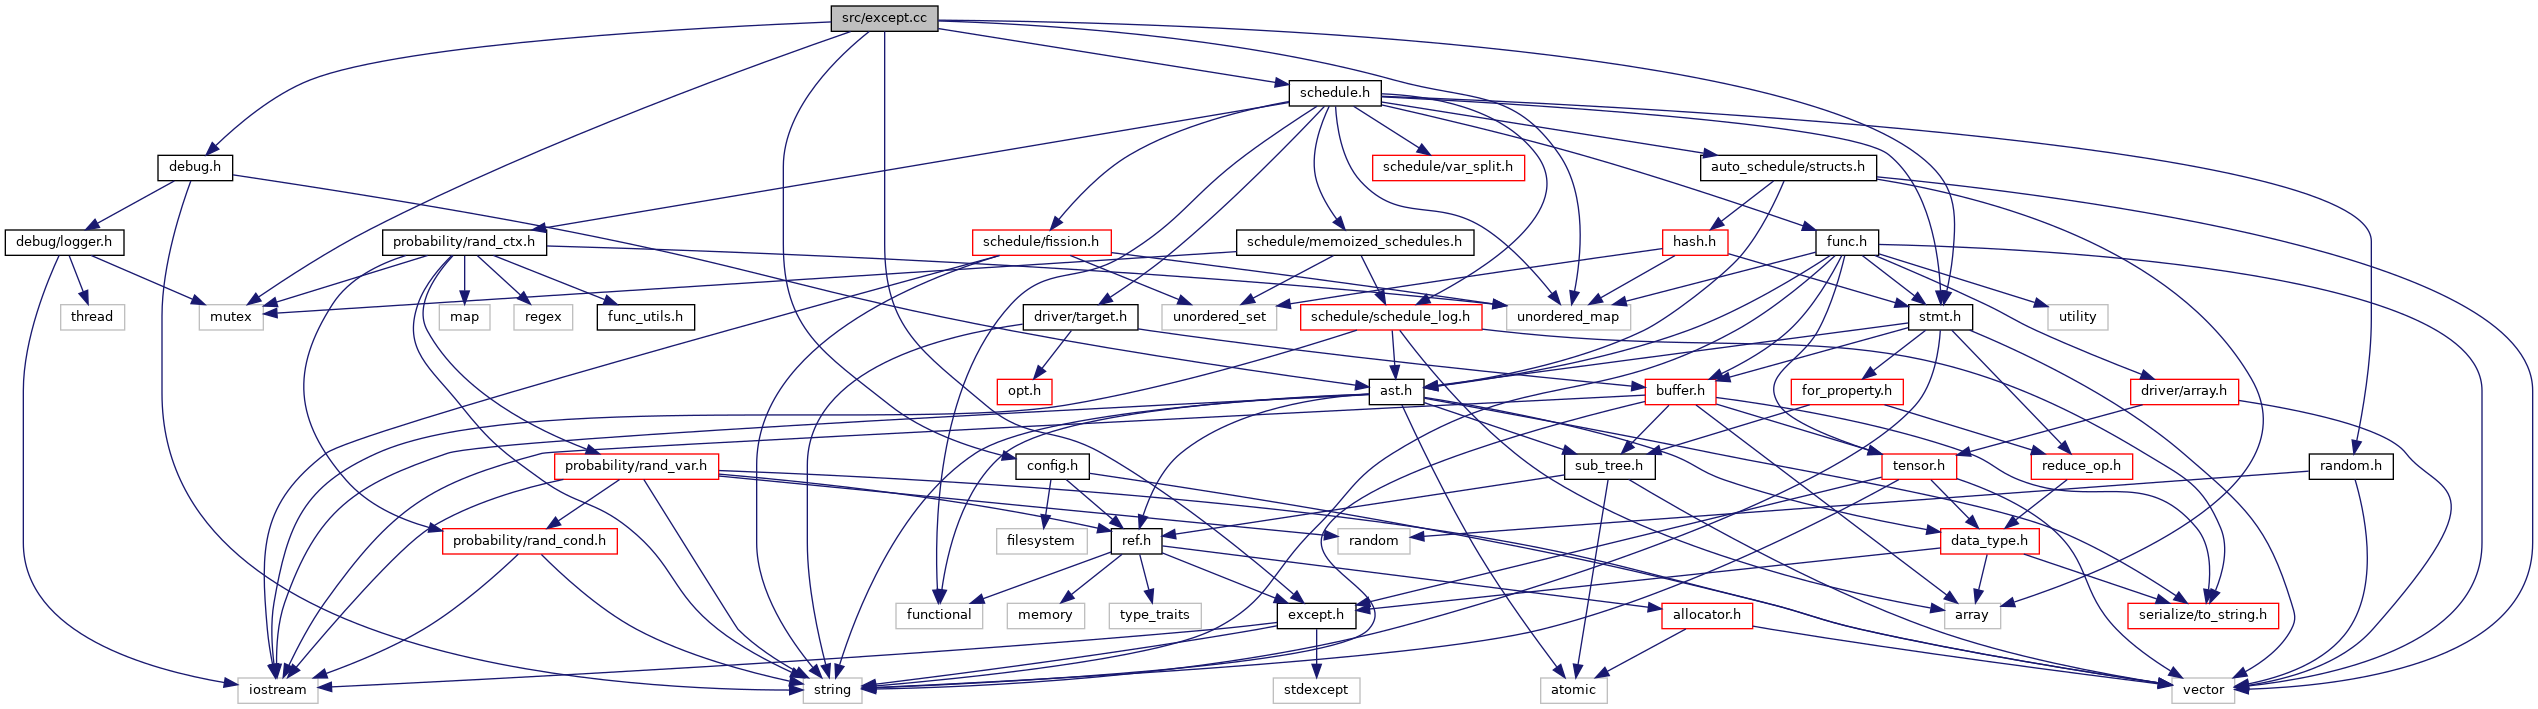 src/except.cc
schedule.h
debug.h
schedule/var_split.h
auto_schedule/structs.h
debug/logger.h
probability/rand_ctx.h
schedule/fission.h
schedule/memoized_schedules.h
hash.h
func.h
thread
mutex
map
regex
func_utils.h
driver/target.h
unordered_set
schedule/schedule_log.h
unordered_map
stmt.h
utility
opt.h
ast.h
buffer.h
for_property.h
driver/array.h
probability/rand_var.h
config.h
sub_tree.h
tensor.h
reduce_op.h
random.h
probability/rand_cond.h
filesystem
ref.h
random
data_type.h
functional
memory
type_traits
except.h
allocator.h
array
serialize/to_string.h
iostream
string
stdexcept
atomic
vector